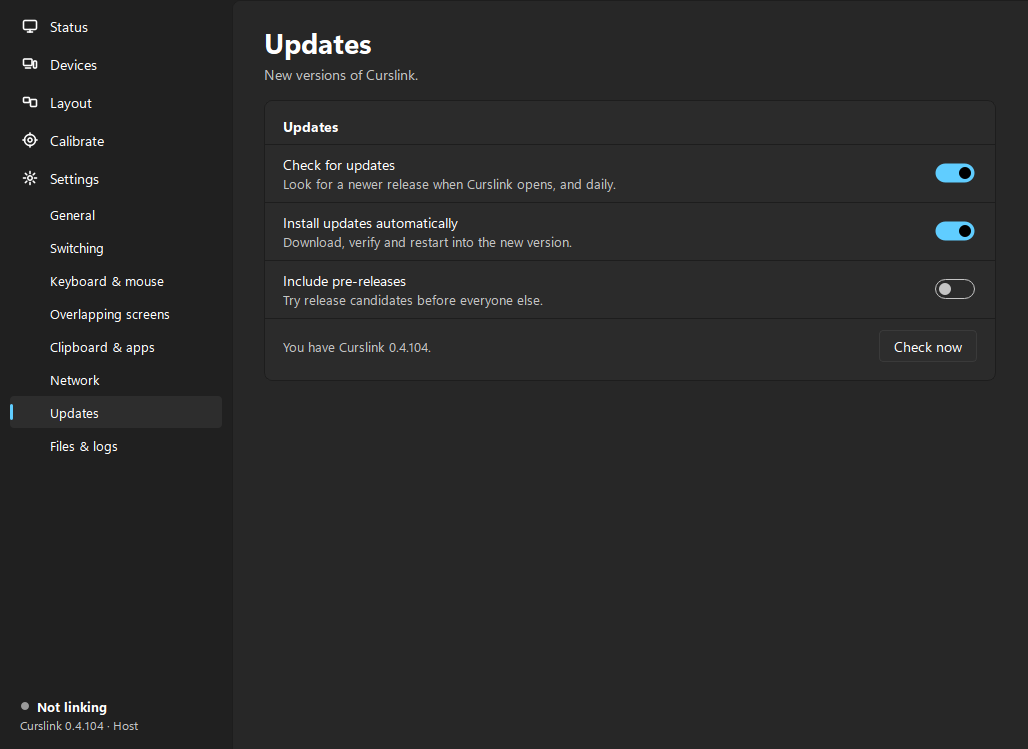 Status
Devices
Layout
Calibrate
Settings
General
Switching
Keyboard & mouse
Overlapping screens
Clipboard & apps
Network
Updates
Files & logs
Not linking
Curslink 0.4.104 · Host
Updates
New versions of Curslink.
Updates
Check for updates
Look for a newer release when Curslink opens, and daily.
Install updates automatically
Download, verify and restart into the new version.
Include pre-releases
Try release candidates before everyone else.
You have Curslink 0.4.104.
Check now